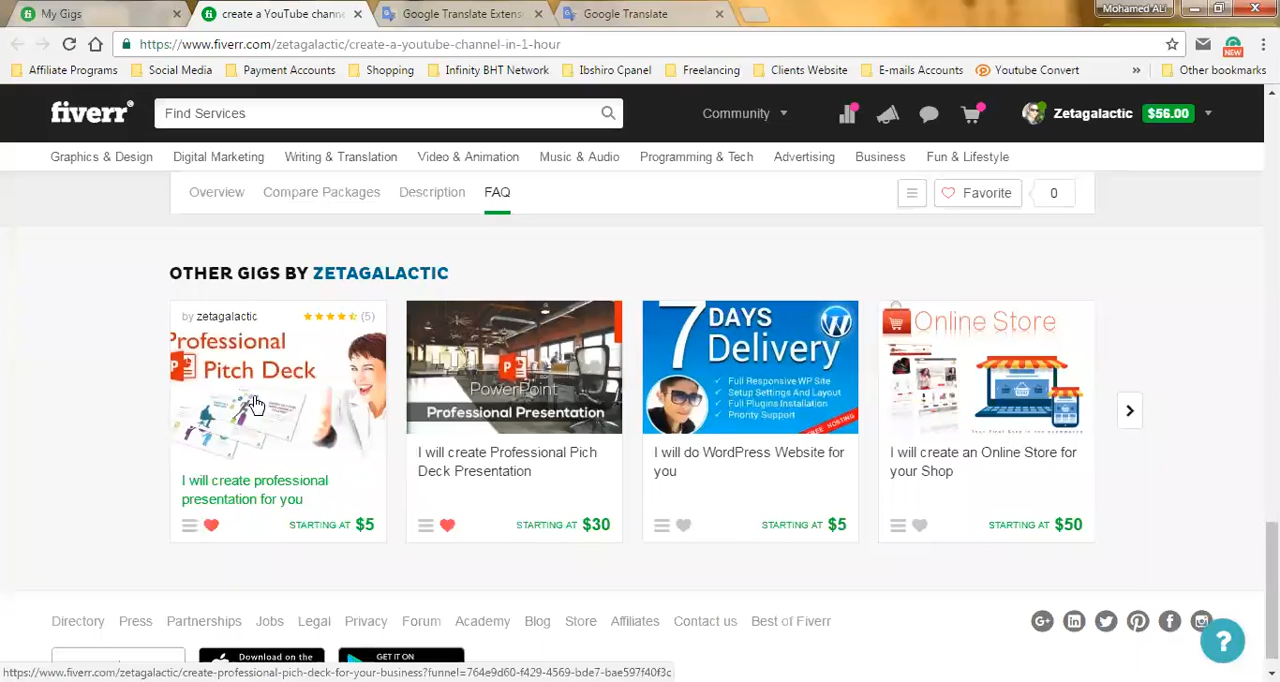 My Gigs
create a YouTube chann
Google Translate Extens
Google Translate
Mohamed ALi
https://www.fiverr.com/zetagalactic/create-a-youtube-channel-in-1-hour
NEW
Affiliate Programs
Social Media
Payment Accounts
Shopping
Infinity BHT Network
Ibshiro Cpanel
Freelancing
Clients Website
E-mails Accounts
Youtube Convert
»
Other bookmarks
fiverr®
Find Services
Community
Zetagalactic
$56.00
Graphics & Design
Digital Marketing
Writing & Translation
Video & Animation
Music & Audio
Programming & Tech
Advertising
Business
Fun & Lifestyle
Overview
Compare Packages
Description
FAQ
Favorite
0
OTHER GIGS BY ZETAGALACTIC
by zetagalactic
(5)
Professional
Pitch Deck
I will create professional
presentation for you
STARTING AT $5
PowerPoint
Professional Presentation
I will create Professional Pich
Deck Presentation
STARTING AT $30
7 DAYS
Delivery
✓ Full Responsive WP Site
✓ Setup Settings And Layout
✓ Full Plugins Installation
✓ Priority Support
FREE HOSTING
I will do WordPress Website for
you
STARTING AT $5
Online Store
I will create an Online Store for
your Shop
STARTING AT $50
Directory
Press
Partnerships
Jobs
Legal
Privacy
Forum
Academy
Blog
Store
Affiliates
Contact us
Best of Fiverr
Download on the
GET IT ON
?
https://www.fiverr.com/zetagalactic/create-professional-pich-deck-for-your-business?funnel=764e9d60-f429-4569-bde7-bae597f40f3c